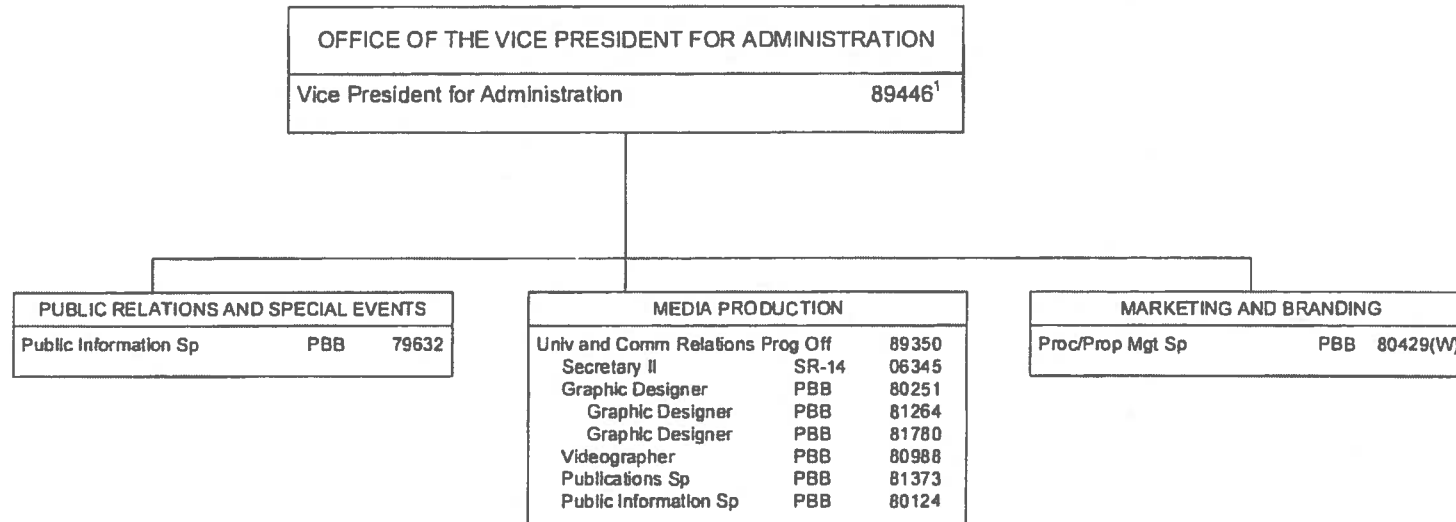 OFFICE OF THE VICE PRESIDENT FOR ADMINISTRATION
Vice President for Administration 89446¹
PUBLIC RELATIONS AND SPECIAL EVENTS
Public Information Sp PBB 79632
MEDIA PRODUCTION
Univ and Comm Relations Prog Off 89350
Secretary II SR-14 06345
Graphic Designer PBB 80251
Graphic Designer PBB 81264
Graphic Designer PBB 81780
Videographer PBB 80988
Publications Sp PBB 81373
Public Information Sp PBB 80124
MARKETING AND BRANDING
Proc/Prop Mgt Sp PBB 80429(W)